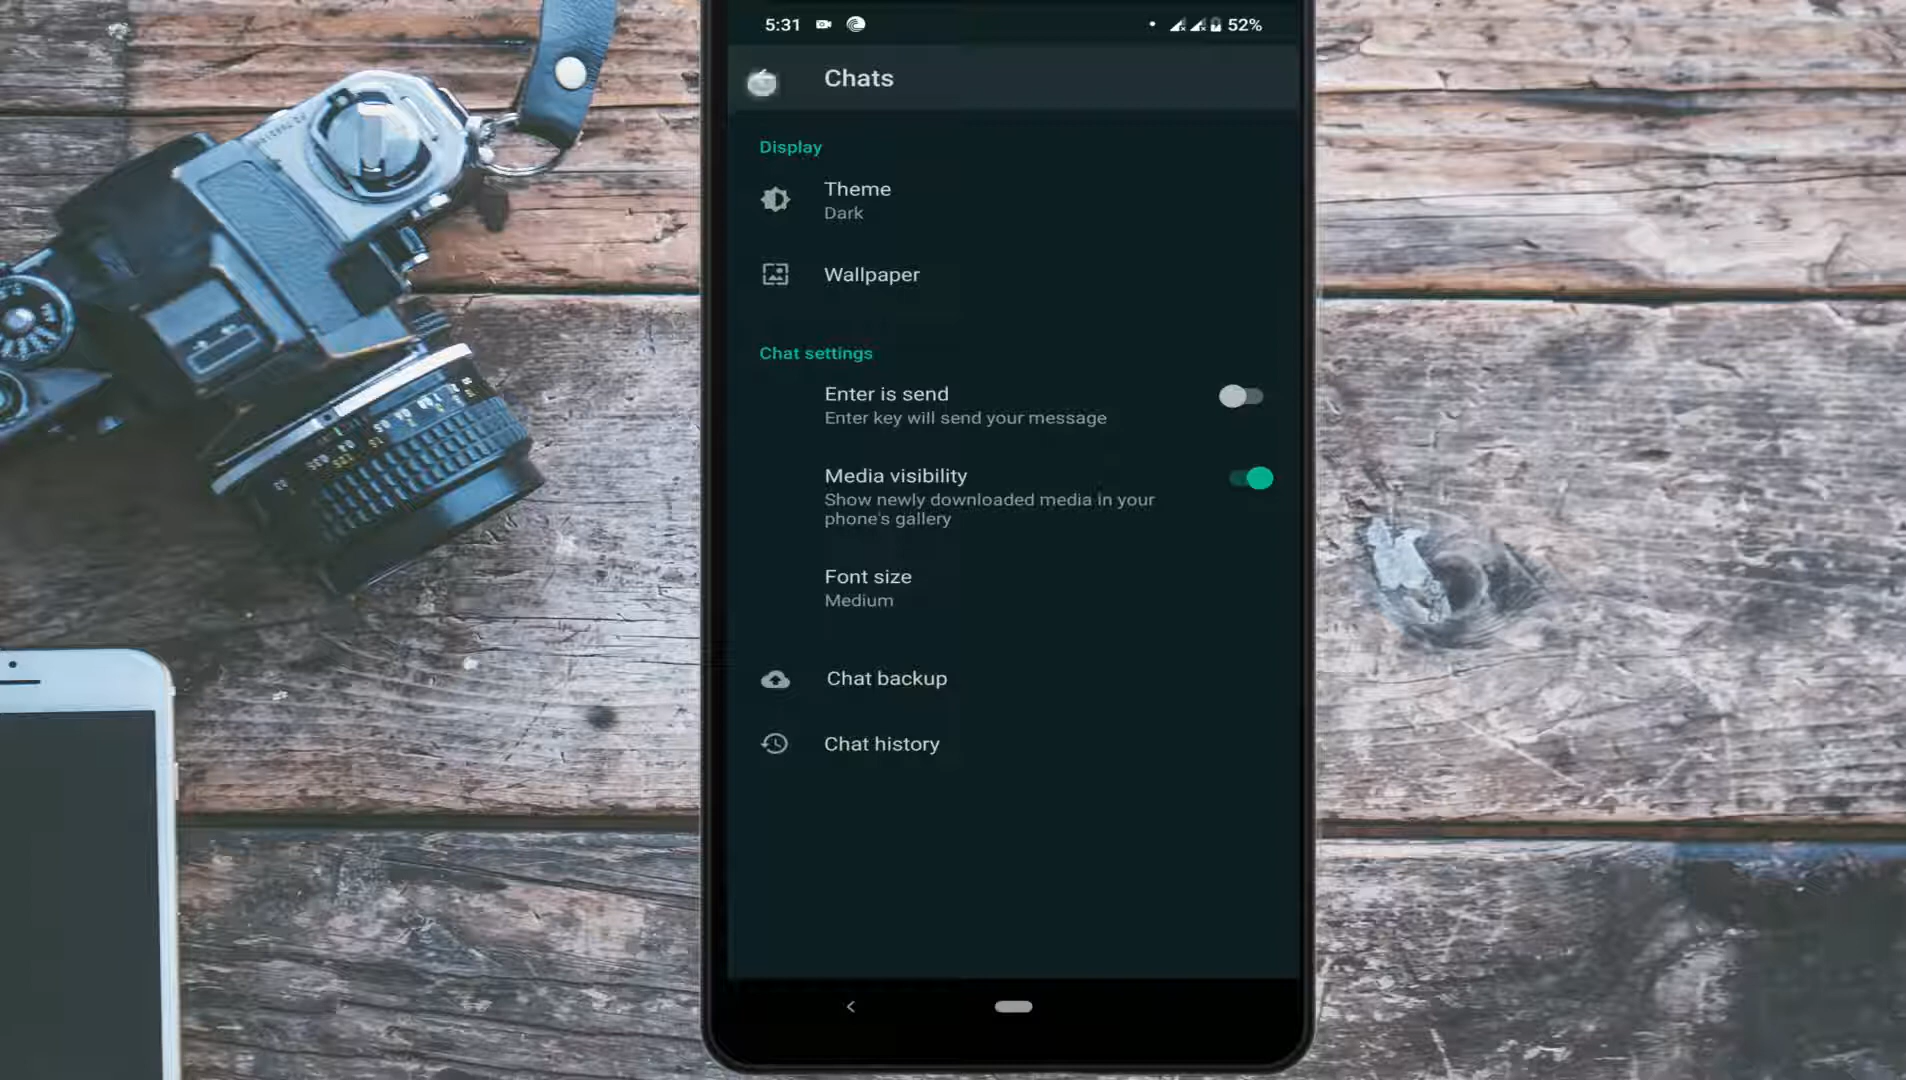 5:31
52%
Chats
Display
Theme
Dark
Wallpaper
Chat settings
Enter is send
Enter key will send your message
Media visibility
Show newly downloaded media in your
phone's gallery
Font size
Medium
Chat backup
Chat history